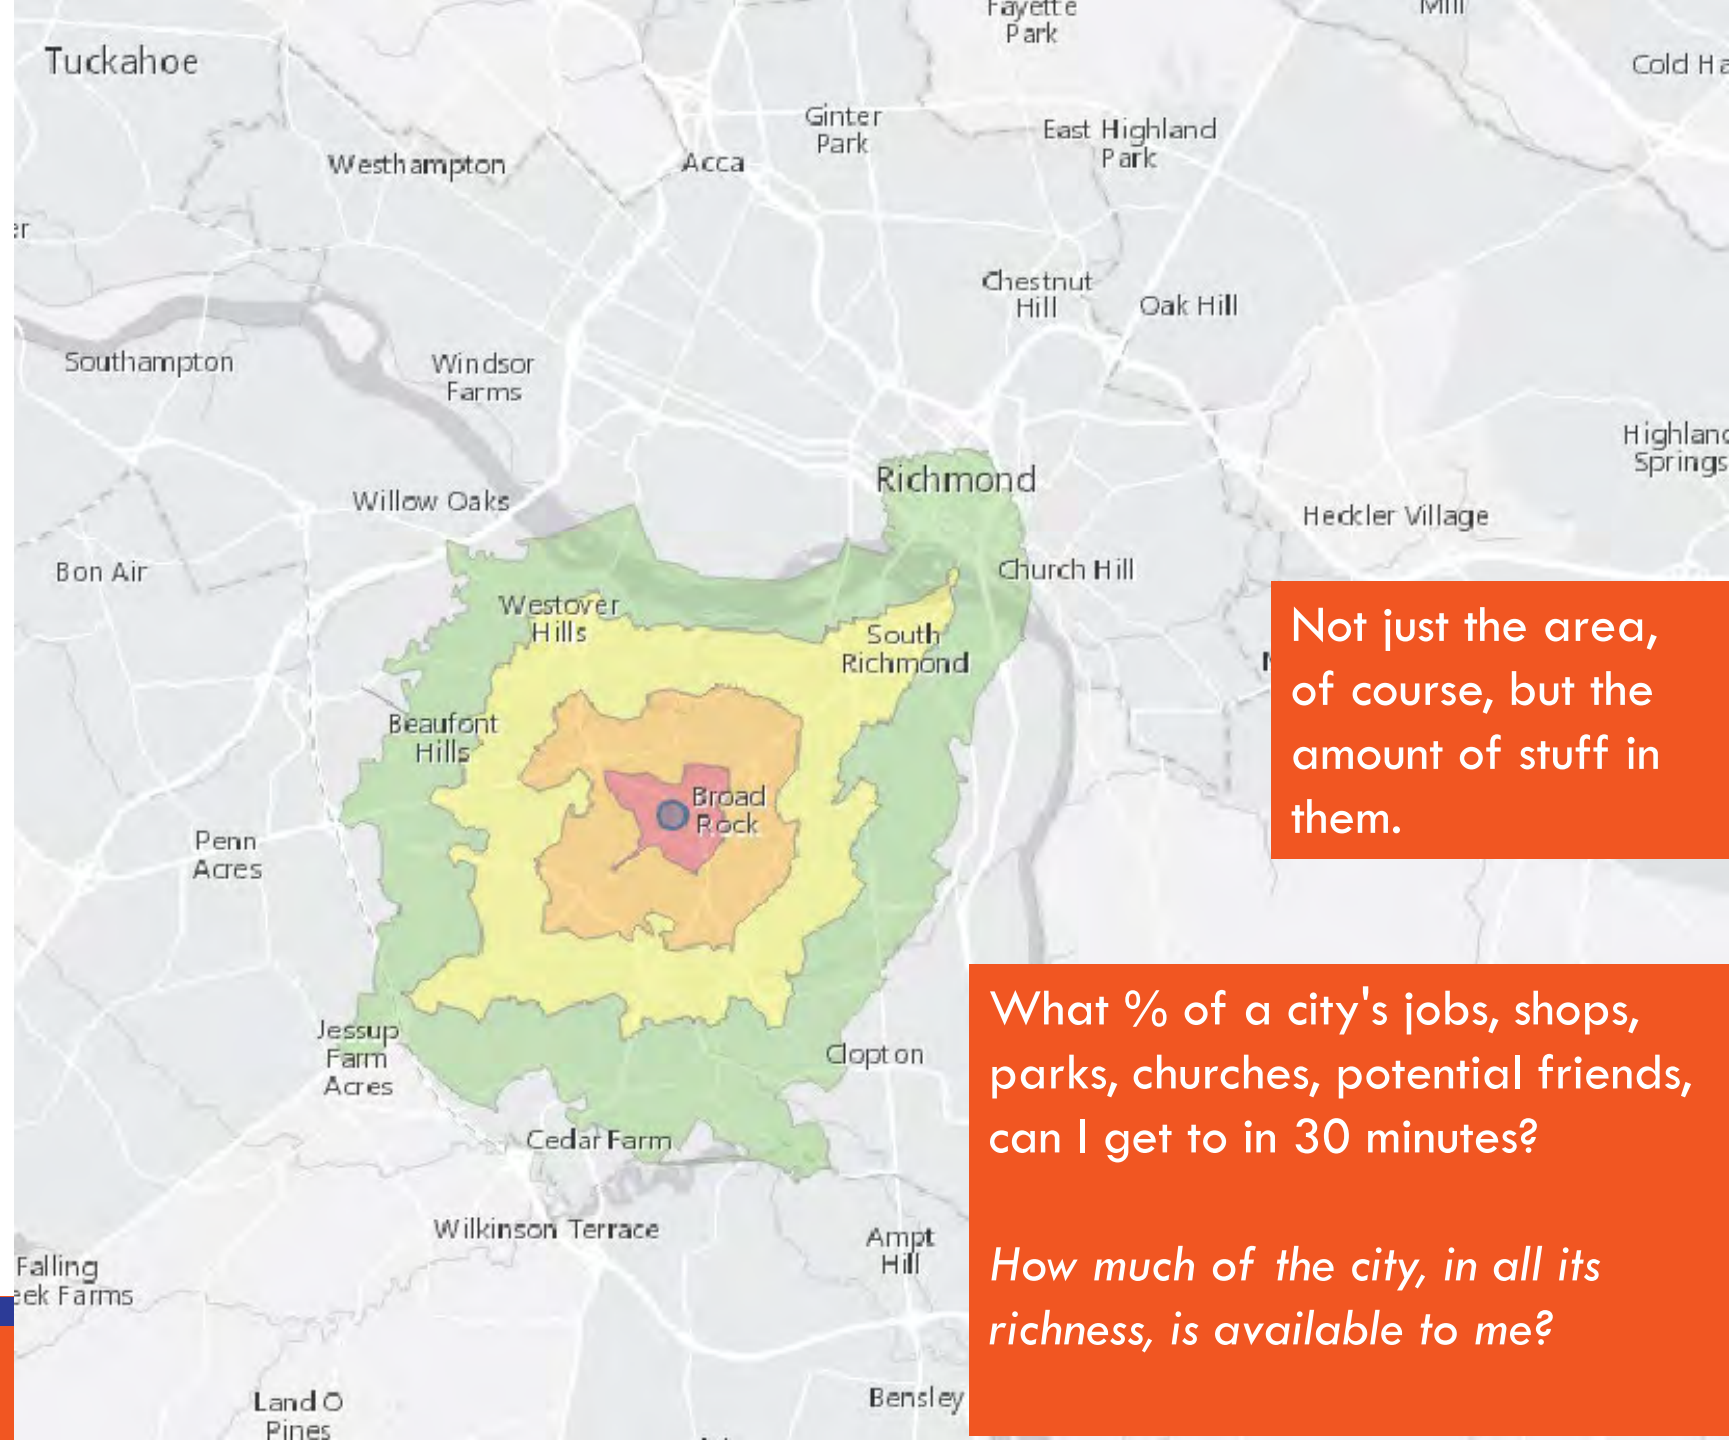 Fayette
Park
Mill
Tuckahoe
Cold Ha
Ginter
Park
East Highland
Park
Westhampton
Acca
er
Chestnut
Hill
Oak Hill
Southampton
Windsor
Farms
Highland
Springs
Richmond
Willow Oaks
Heckler Village
Bon Air
Church Hill
Westover
Hills
South
Richmond
Not just the area,
of course, but the
amount of stuff in
them.
Beaufont
Hills
Broad
Rock
Penn
Acres
What % of a city's jobs, shops,
parks, churches, potential friends,
can I get to in 30 minutes?
How much of the city, in all its
richness, is available to me?
Jessup
Farm
Acres
Clopton
Cedar Farm
Wilkinson Terrace
Ampt
Hill
Falling
eek Farms
Land O
Pines
Bensley